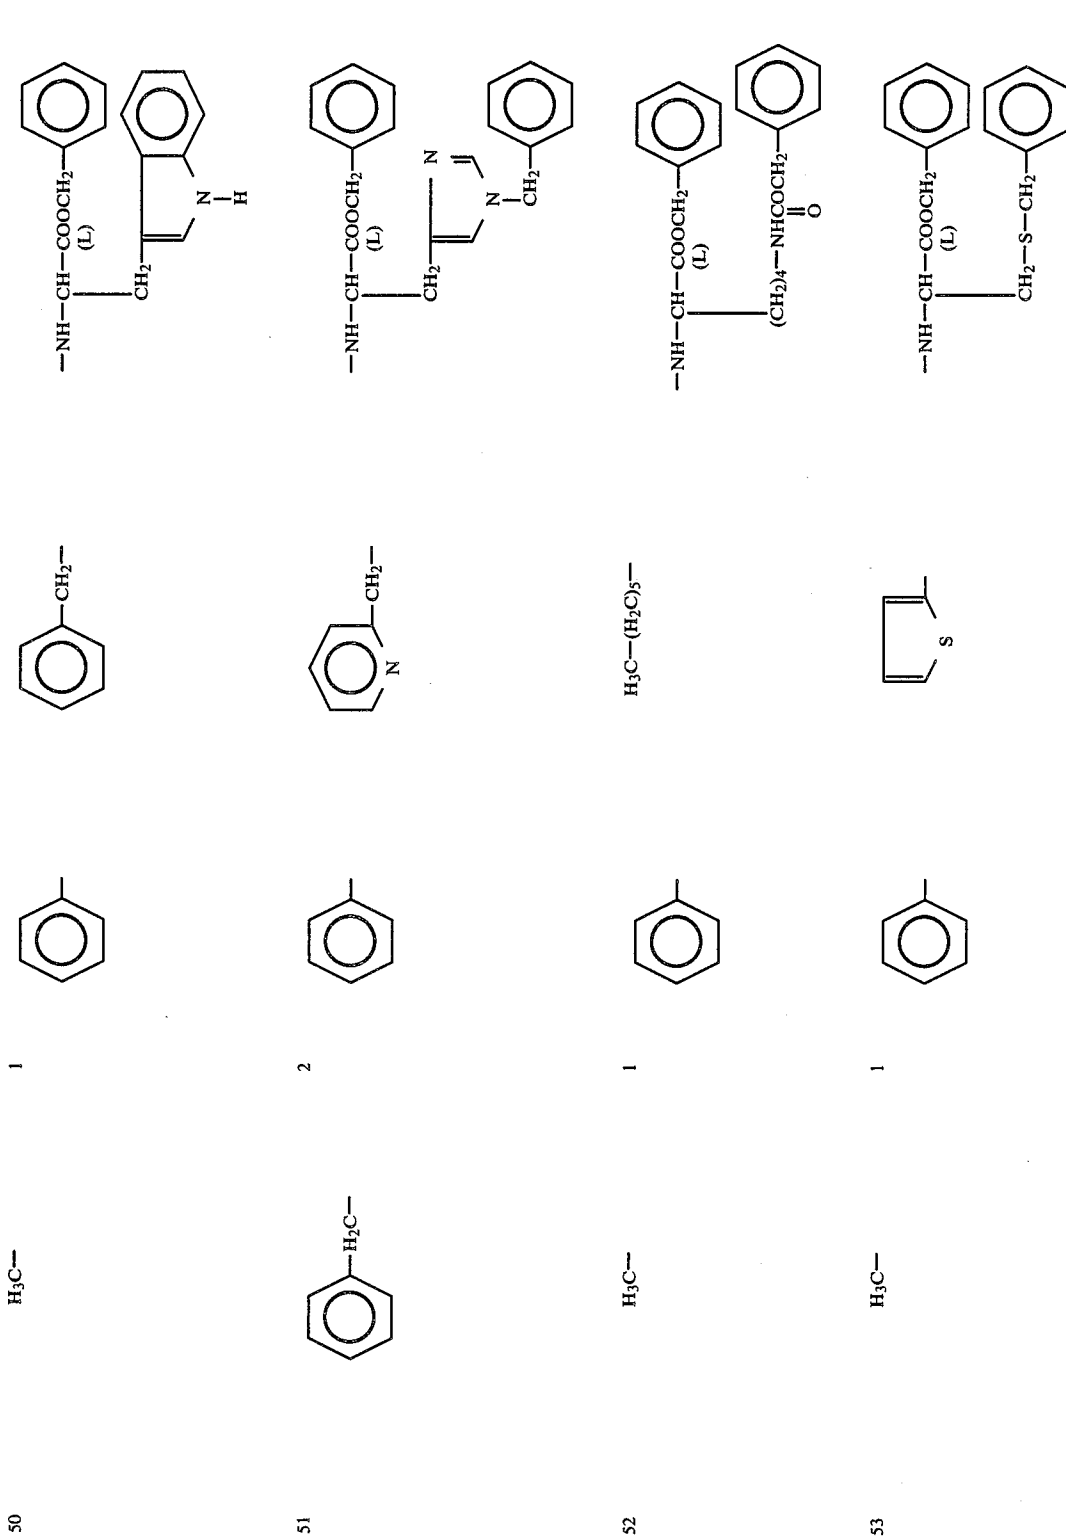 50 H₃C— 1 CH₂— —NH—CH—COOCH₂—
(L)
CH₂
N
H
51 —H₂C— 2 CH₂— —NH—CH—COOCH₂—
N (L)
CH₂ N
N
CH₂—
52 H₃C— 1 H₃C—(H₂C)₅— —NH—CH—COOCH₂—
(L)
(CH₂)₄—NHCOCH₂—
O
53 H₃C— 1 —NH—CH—COOCH₂—
S (L)
CH₂—S—CH₂—